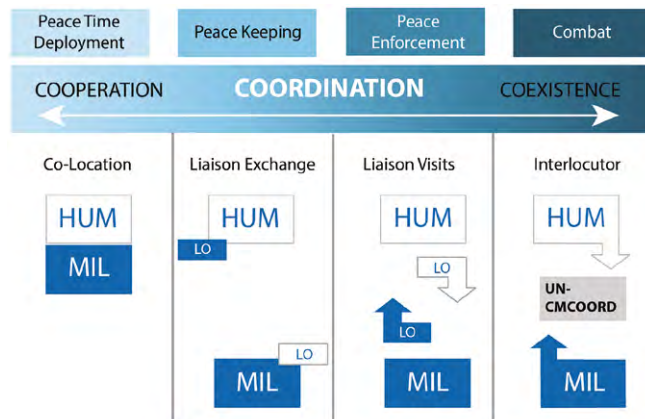 Peace Time
Deployment
Peace Keeping
Peace
Enforcement
Combat
COOPERATION
COORDINATION
COEXISTENCE
Co-Location
Liaison Exchange
Liaison Visits
Interlocutor
HUM
MIL
HUM
LO
LO
MIL
HUM
LO
LO
MIL
HUM
UN-
CMCOORD
MIL